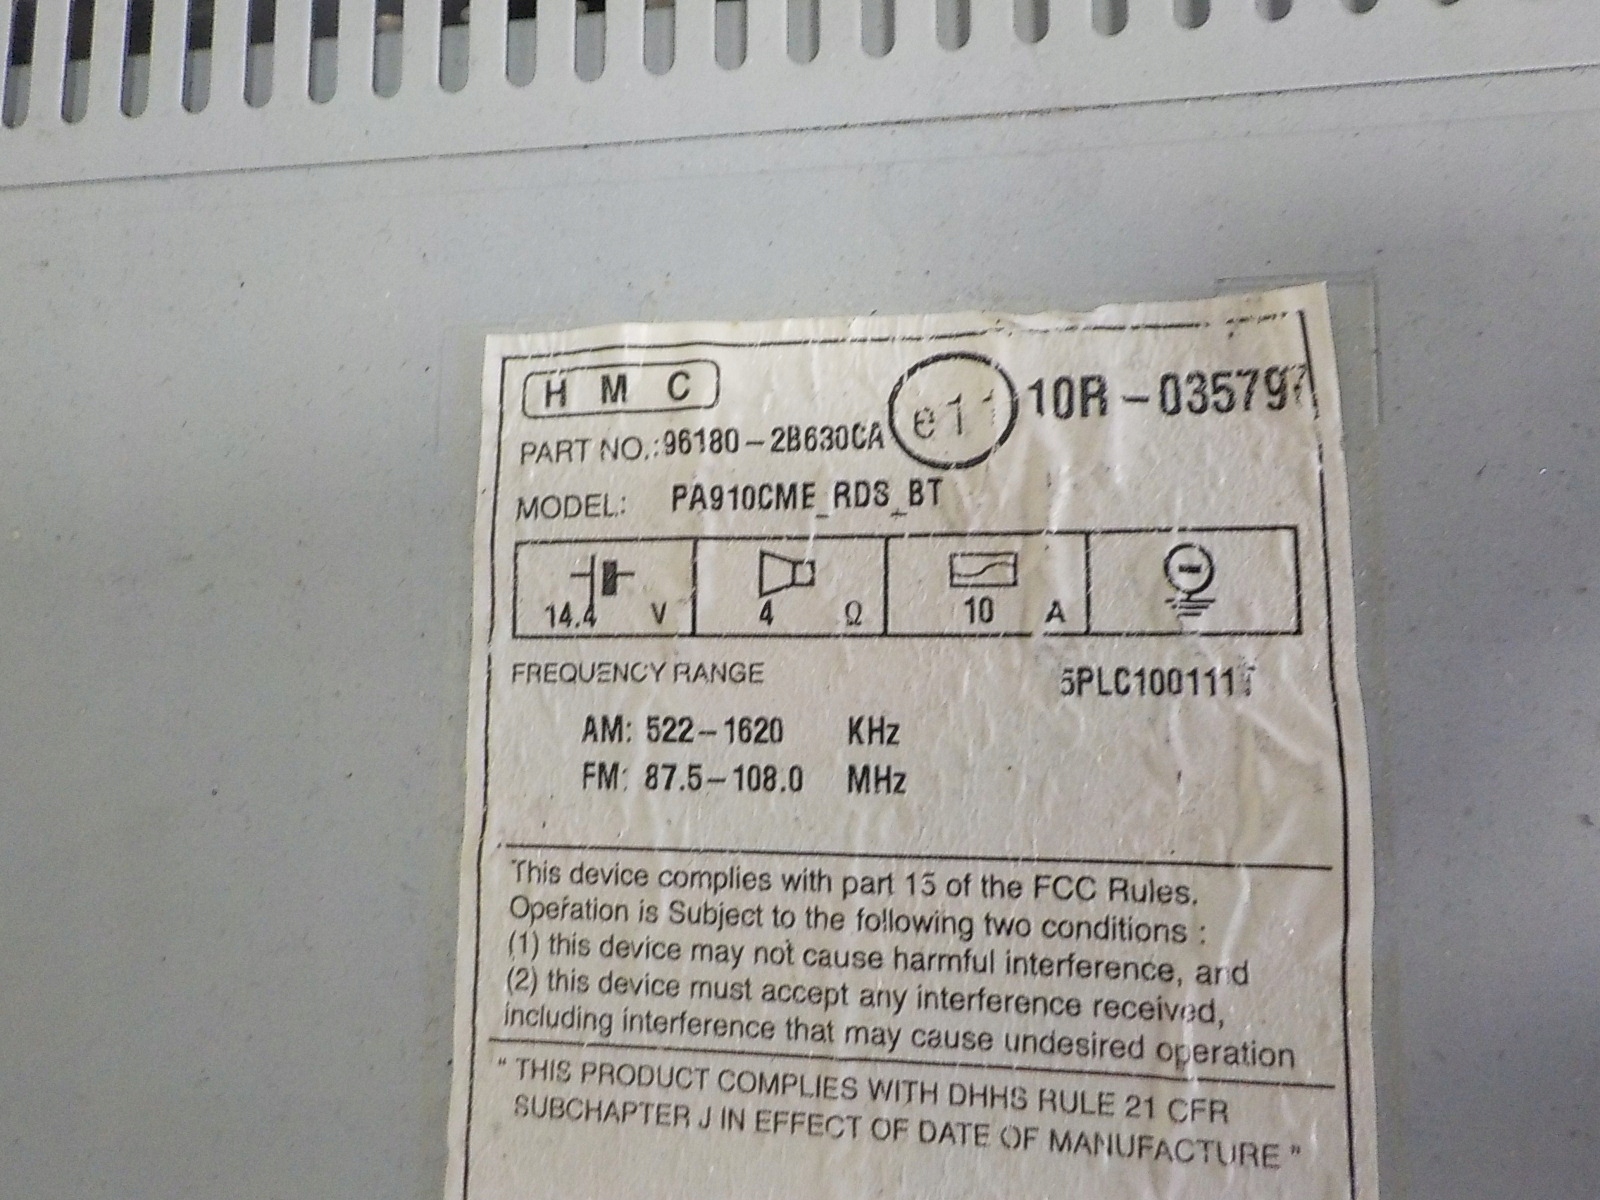 HMC
e11 10R-035797
PART NO.:96180-2B630CA
MODEL: PA910CME_RDS_BT
14.4 V 4 Ω 10 A
FREQUENCY RANGE
AM: 522-1620 KHz
FM: 87.5-108.0 MHz
This device complies with part 15 of the FCC Rules.
Operation is Subject to the following two conditions :
(1) this device may not cause harmful interference, and
(2) this device must accept any interference received,
including interference that may cause undesired operation
" THIS PRODUCT COMPLIES WITH DHHS RULE 21 CFR
SUBCHAPTER J IN EFFECT OF DATE OF MANUFACTURE "